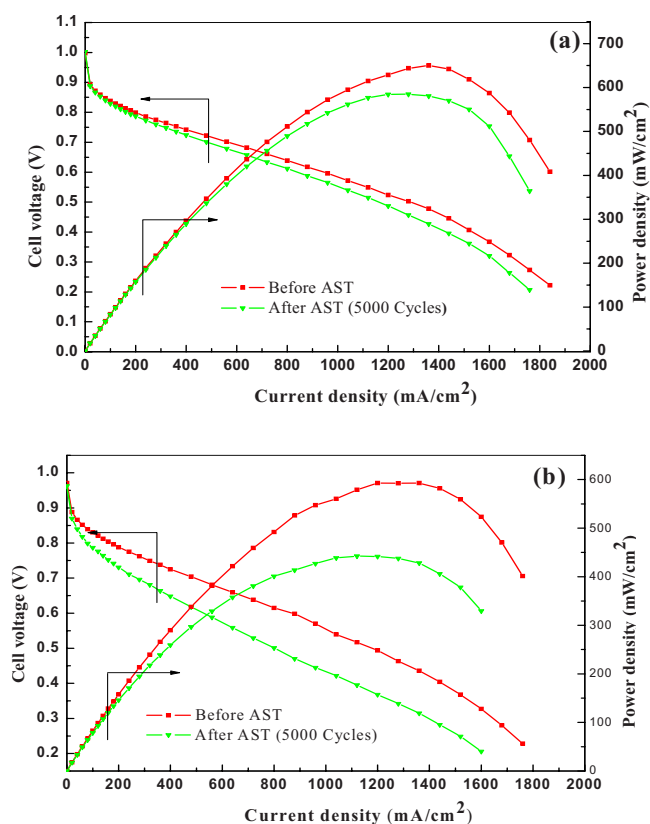 (a)
1.1
1.0
0.9
0.8
0.7
0.6
0.5
0.4
0.3
0.2
0.1
0.0
Cell voltage (V)
700
600
500
400
300
200
100
0
Power density (mW/cm²)
Before AST
After AST (5000 Cycles)
0 200 400 600 800 1000 1200 1400 1600 1800 2000
Current density (mA/cm²)
(b)
1.0
0.9
0.8
0.7
0.6
0.5
0.4
0.3
0.2
Cell voltage (V)
600
500
400
300
200
100
0
Power density (mW/cm²)
Before AST
After AST (5000 Cycles)
0 200 400 600 800 1000 1200 1400 1600 1800 2000
Current density (mA/cm²)